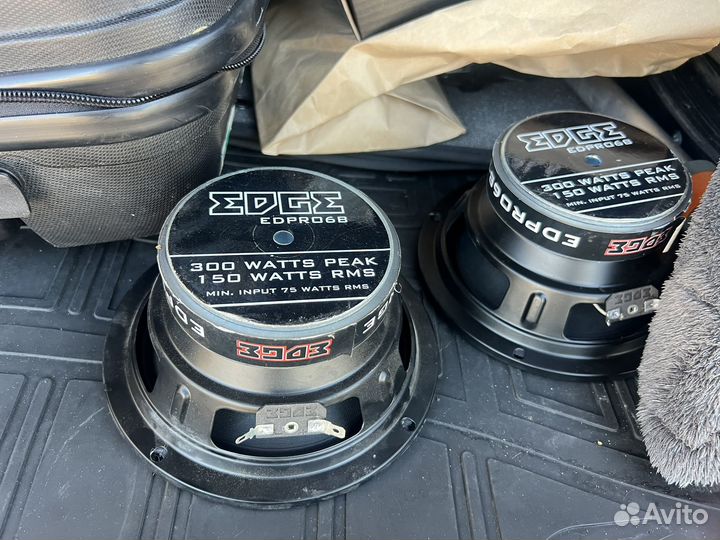 EDGE
EDPRO6B
300 WATTS PEAK
150 WATTS RMS
MIN. INPUT 75 WATTS RMS
EDGE
EDGE
EDGE
EDPRO6B
300 WATTS PEAK
150 WATTS RMS
MIN. INPUT 75 WATTS RMS
EDPRO6B
EDGE
EDGE
Avito